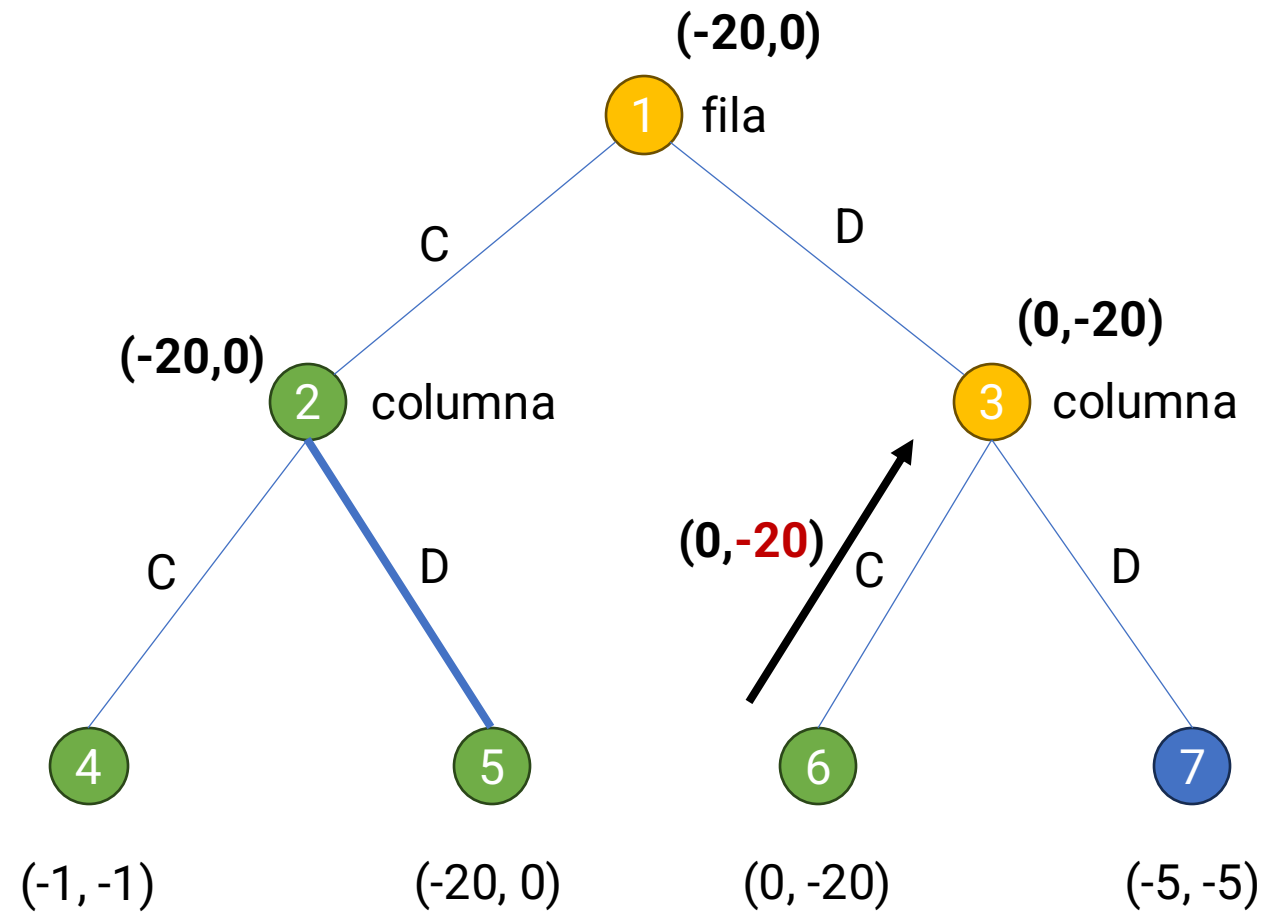 (-20,0)
1 fila
C
D
(-20,0)
(0,-20)
2 columna
3 columna
(0,-20)
C
D
C
D
4
5
6
7
(-1, -1)
(-20, 0)
(0, -20)
(-5, -5)